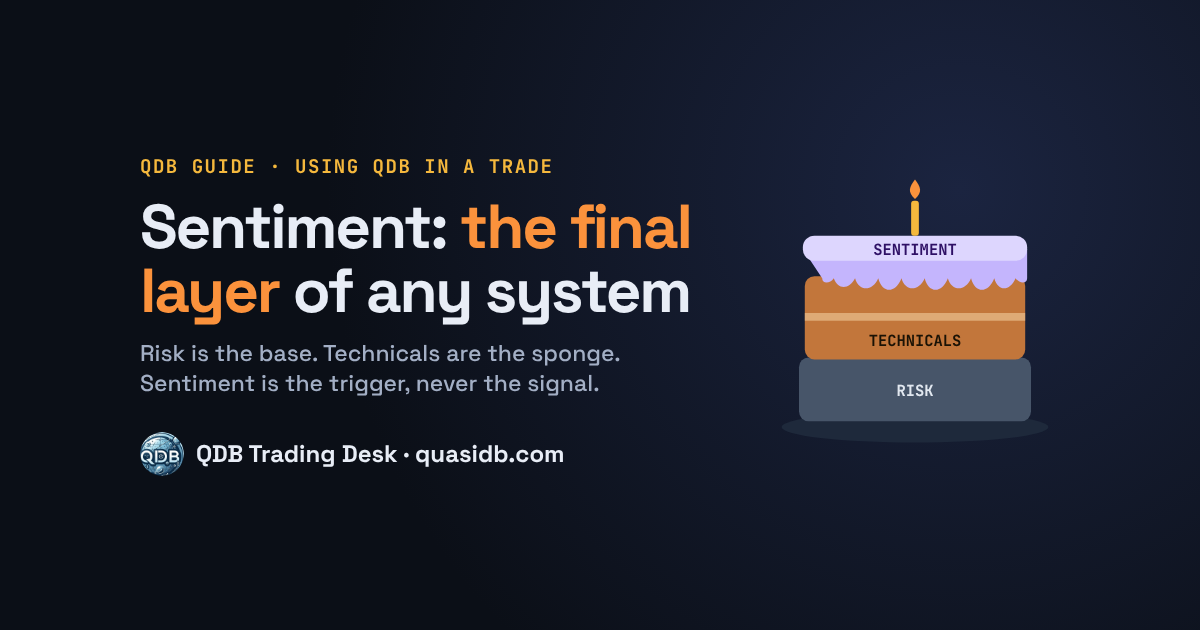 QDB GUIDE · USING QDB IN A TRADE
Sentiment: the final
layer of any system
Risk is the base. Technicals are the sponge.
Sentiment is the trigger, never the signal.
QDB
QDB Trading Desk · quasidb.com
SENTIMENT
TECHNICALS
RISK